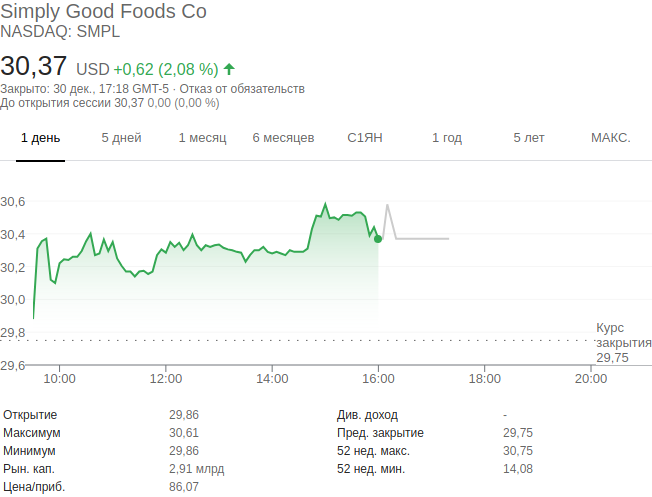 Simply Good Foods Co
NASDAQ: SMPL
30,37 USD +0,62 (2,08 %)
Закрыто: 30 дек., 17:18 GMT-5 · Отказ от обязательств
До открытия сессии 30,37 0,00 (0,00 %)
1 день 5 дней 1 месяц 6 месяцев С1ЯН 1 год 5 лет МАКС.
30,6
30,4
30,2
30,0
29,8
29,6
Курс
закрытия
29,75
10:00 12:00 14:00 16:00 18:00 20:00
Открытие 29,86 Див. доход -
Максимум 30,61 Пред. закрытие 29,75
Минимум 29,86 52 нед. макс. 30,75
Рын. кап. 2,91 млрд 52 нед. мин. 14,08
Цена/приб. 86,07